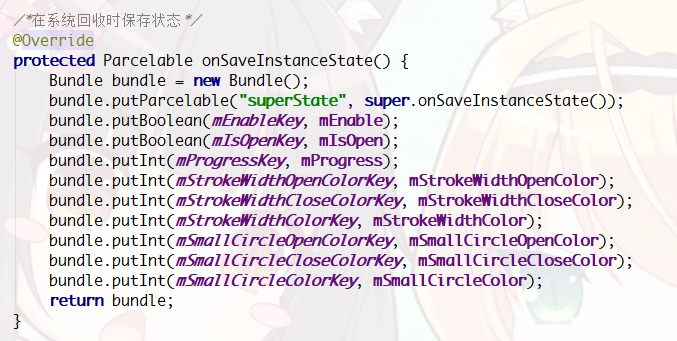 /*在系统回收时保存状态*/
@Override
protected Parcelable onSaveInstanceState() {
    Bundle bundle = new Bundle();
    bundle.putParcelable("superState", super.onSaveInstanceState());
    bundle.putBoolean(mEnableKey, mEnable);
    bundle.putBoolean(mIsOpenKey, mIsOpen);
    bundle.putInt(mProgressKey, mProgress);
    bundle.putInt(mStrokeWidthOpenColorKey, mStrokeWidthOpenColor);
    bundle.putInt(mStrokeWidthCloseColorKey, mStrokeWidthCloseColor);
    bundle.putInt(mStrokeWidthColorKey, mStrokeWidthColor);
    bundle.putInt(mSmallCircleOpenColorKey, mSmallCircleOpenColor);
    bundle.putInt(mSmallCircleCloseColorKey, mSmallCircleCloseColor);
    bundle.putInt(mSmallCircleColorKey, mSmallCircleColor);
    return bundle;
}